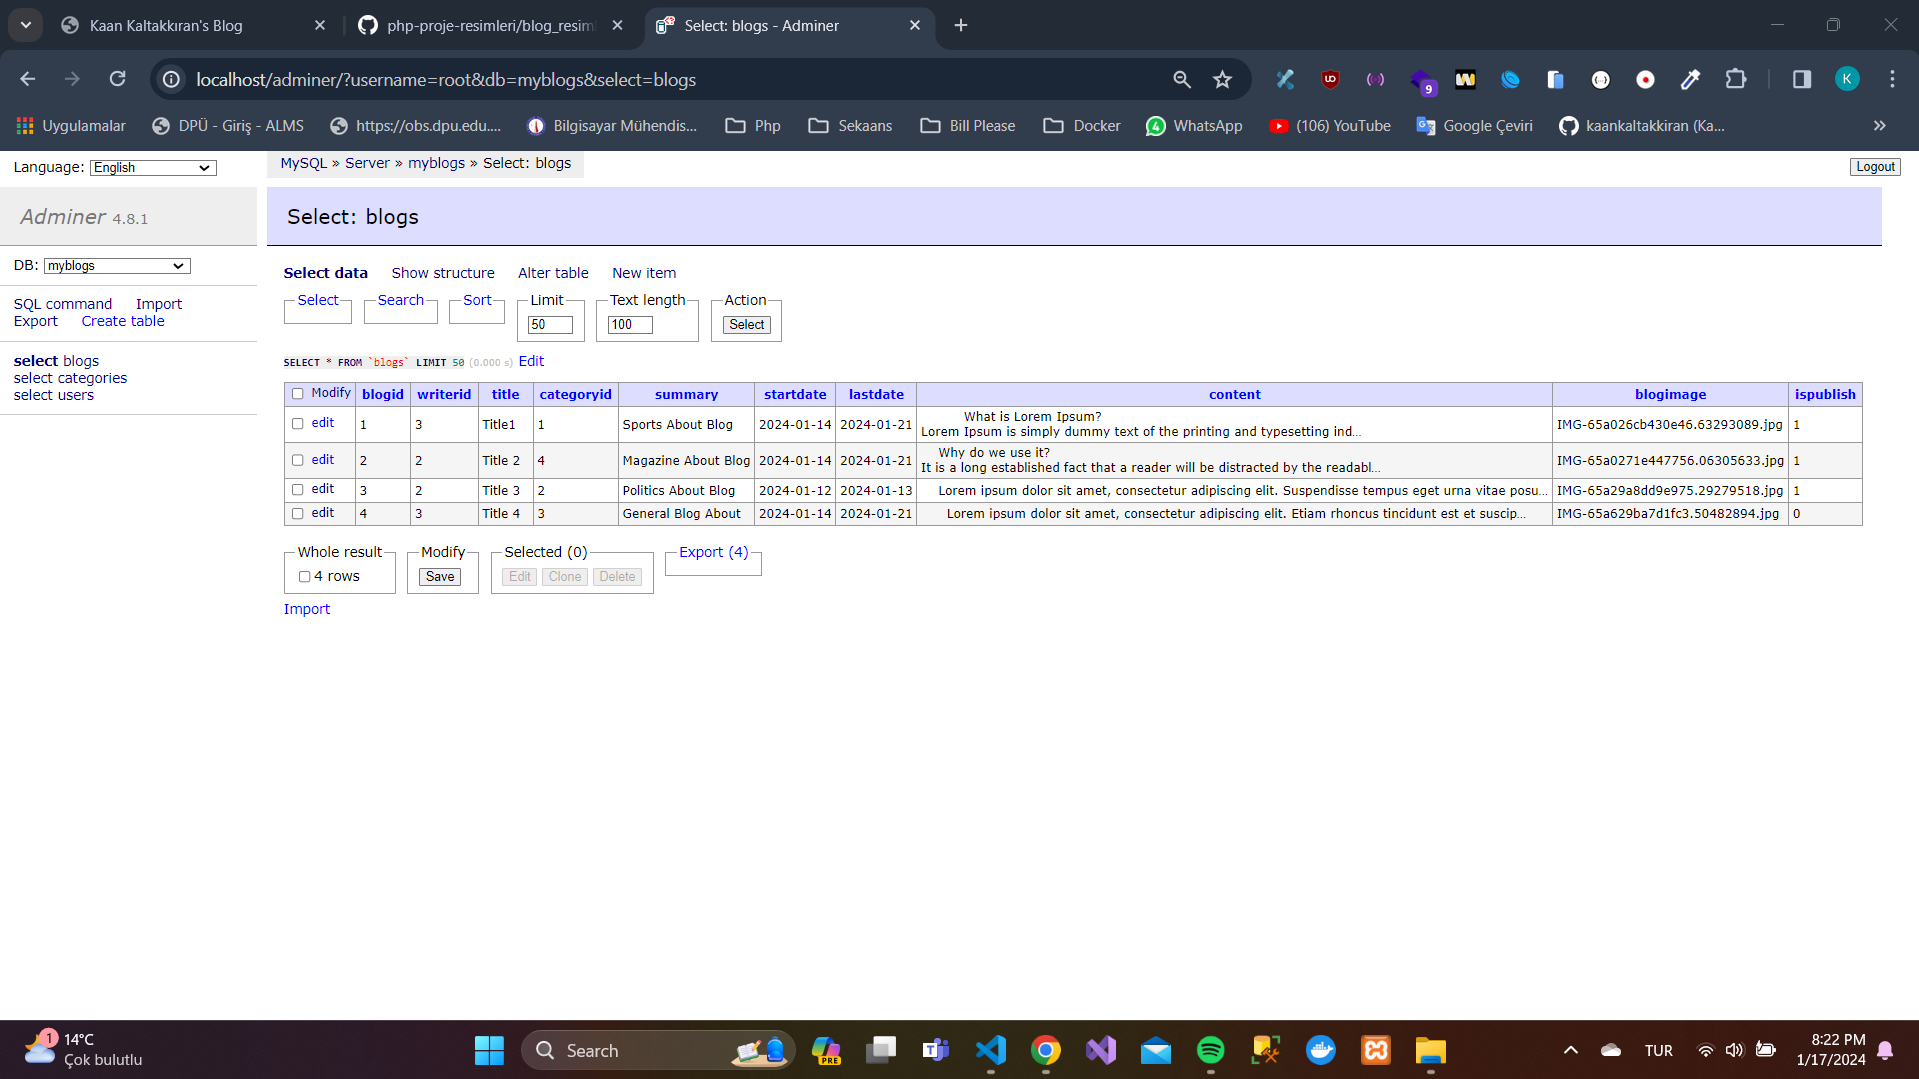 Kaan Kaltakkıran's Blog
php-proje-resimleri/blog_resim
Select: blogs - Adminer
localhost/adminer/?username=root&db=myblogs&select=blogs
9
K
Uygulamalar
DPÜ - Giriş - ALMS
https://obs.dpu.edu....
Bilgisayar Mühendis...
Php
Sekaans
Bill Please
Docker
WhatsApp
(106) YouTube
Google Çeviri
kaankaltakkiran (Ka...
Language: English
MySQL » Server » myblogs » Select: blogs
Logout
Adminer 4.8.1
Select: blogs
DB: myblogs
SQL command Import
Export Create table
select blogs
select categories
select users
Select data Show structure Alter table New item
Select Search Sort Limit Text length Action
50 100 Select
SELECT * FROM `blogs` LIMIT 50 (0.000 s) Edit
Modify blogid writerid title categoryid summary startdate lastdate content blogimage ispublish
edit 1 3 Title1 1 Sports About Blog 2024-01-14 2024-01-21 What is Lorem Ipsum?
Lorem Ipsum is simply dummy text of the printing and typesetting ind... IMG-65a026cb430e46.63293089.jpg 1
edit 2 2 Title 2 4 Magazine About Blog 2024-01-14 2024-01-21 Why do we use it?
It is a long established fact that a reader will be distracted by the readabl... IMG-65a0271e447756.06305633.jpg 1
edit 3 2 Title 3 2 Politics About Blog 2024-01-12 2024-01-13 Lorem ipsum dolor sit amet, consectetur adipiscing elit. Suspendisse tempus eget urna vitae posu... IMG-65a29a8dd9e975.29279518.jpg 1
edit 4 3 Title 4 3 General Blog About 2024-01-14 2024-01-21 Lorem ipsum dolor sit amet, consectetur adipiscing elit. Etiam rhoncus tincidunt est et suscip... IMG-65a629ba7d1fc3.50482894.jpg 0
Whole result Modify Selected (0) Export (4)
4 rows Save Edit Clone Delete
Import
1
14°C
Çok bulutlu
Search
PRE
TUR
8:22 PM
1/17/2024